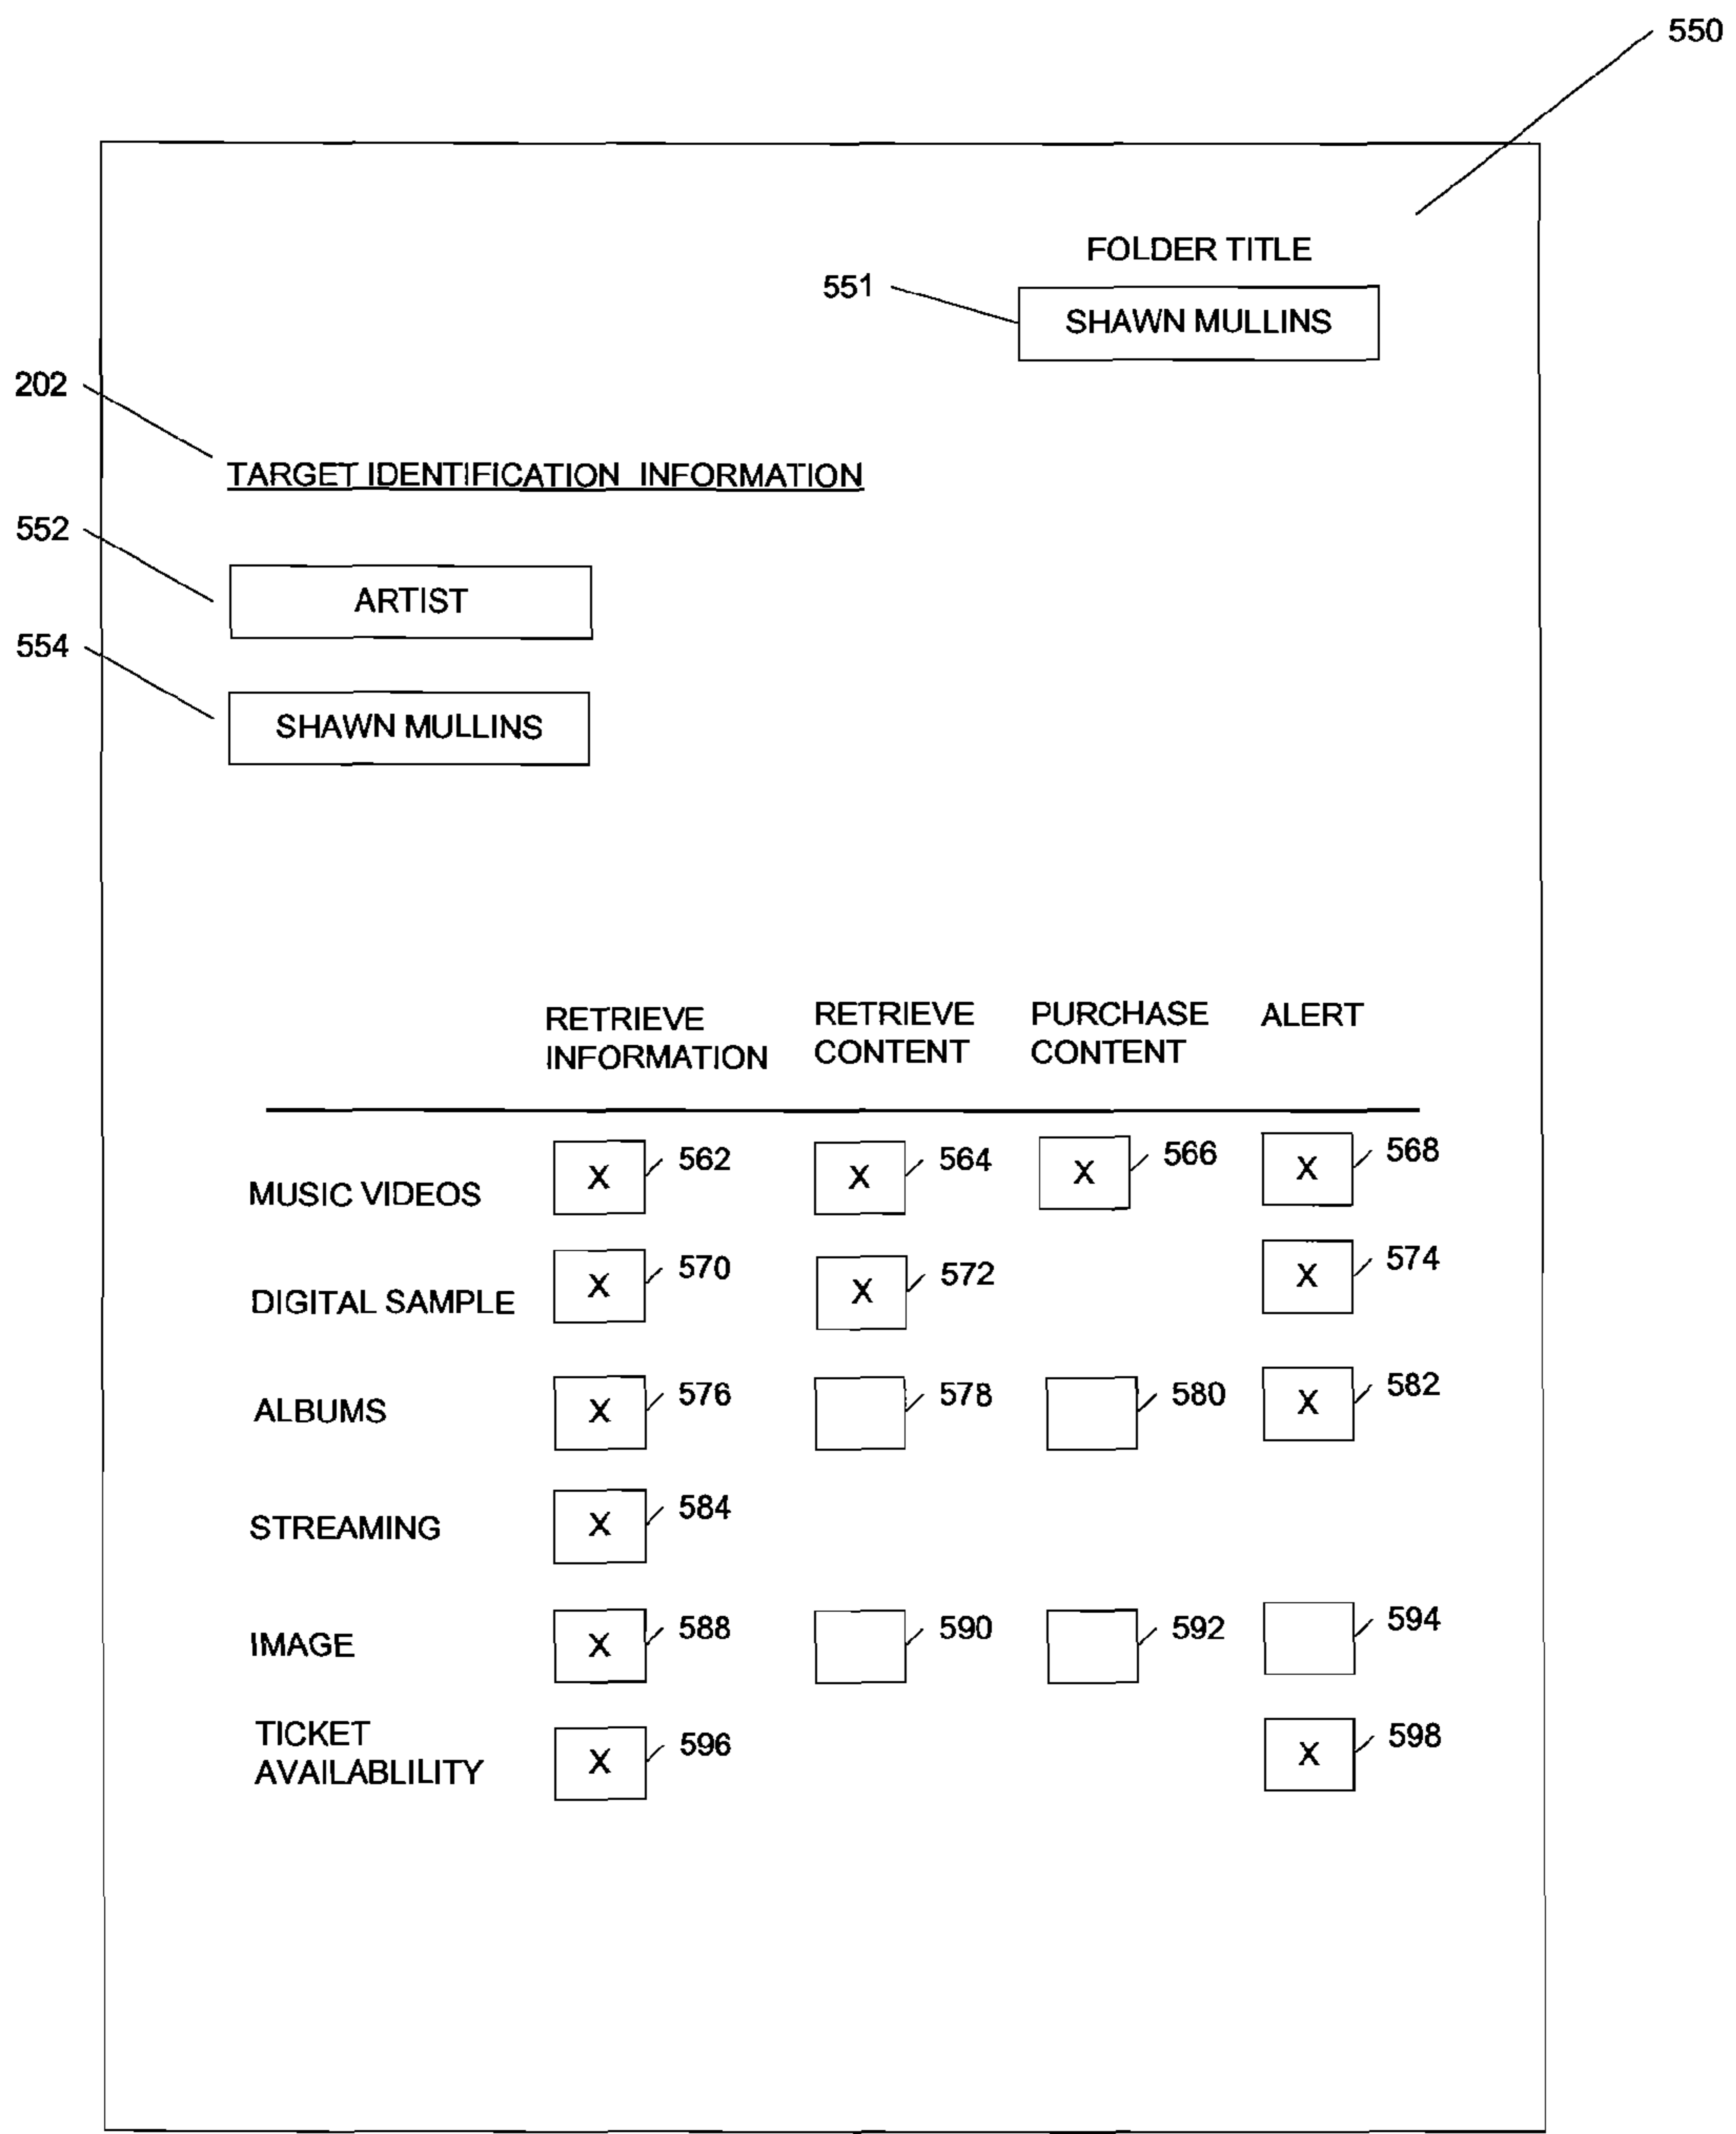 550
FOLDER TITLE
551
SHAWN MULLINS
202
TARGET IDENTIFICATION INFORMATION
552
ARTIST
554
SHAWN MULLINS
RETRIEVE INFORMATION
RETRIEVE CONTENT
PURCHASE CONTENT
ALERT
MUSIC VIDEOS X 562 X 564 X 566 X 568
DIGITAL SAMPLE X 570 X 572 X 574
ALBUMS X 576 578 580 X 582
STREAMING X 584
IMAGE X 588 590 592 594
TICKET
AVAILABLILITY X 596 X 598